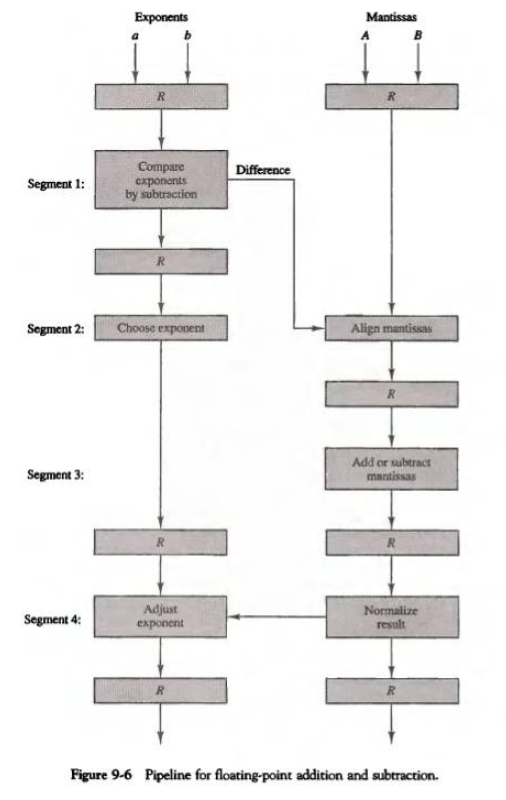 Exponents
Mantissas
a b
A B
R
R
Segment 1:
Compare
exponents
by subtraction
Difference
R
Segment 2:
Choose exponent
Align mantissas
R
Segment 3:
Add or subtract
mantissas
R
R
Segment 4:
Adjust
exponent
Normalize
result
R
R
Figure 9-6 Pipeline for floating-point addition and subtraction.